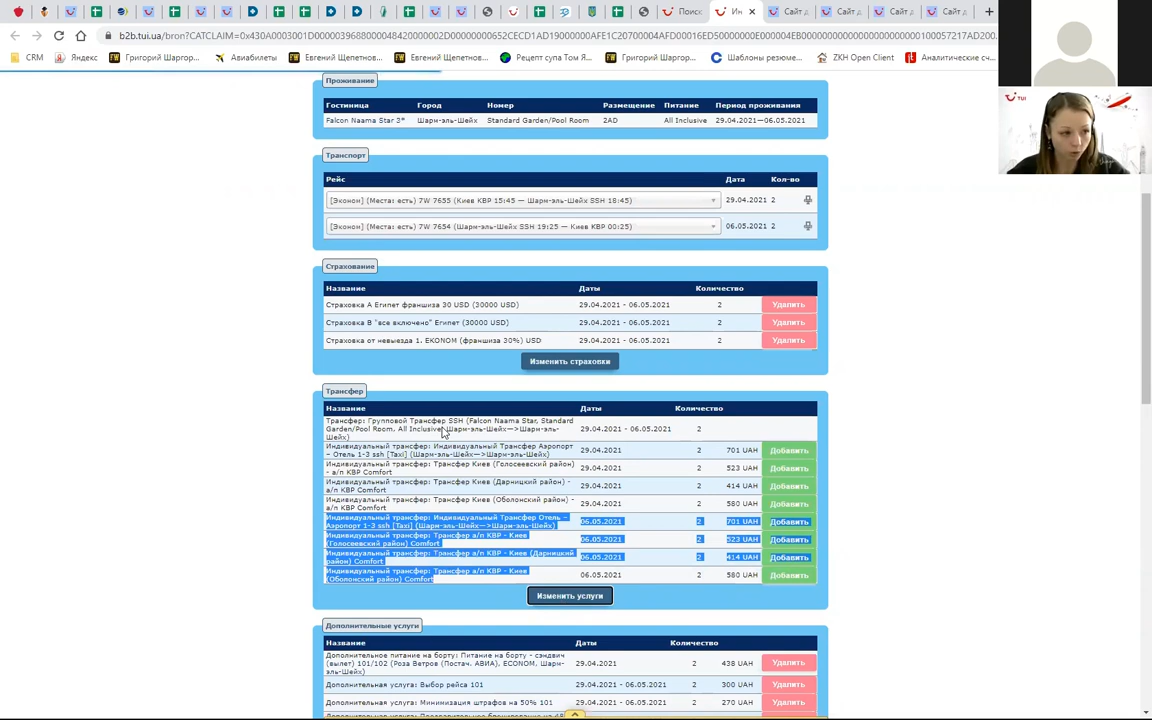 Поиск
Ин
Сайт д
Сайт д
Сайт д
Сайт д
b2b.tui.ua/bron?CATCLAIM=
CRM
Яндекс
Григорий Шаргор...
Авиабилеты
Евгений Щепетнов...
Евгений Щепетнов...
Рецепт супа Том Я...
Григорий Шаргор...
Шаблоны резюме...
ZKH Open Client
Аналитические сч...
TUI
Проживание
Гостиница Город Номер Размещение Питание Период проживания
Falcon Naama Star 3* Шарм-эль-Шейх Standard Garden/Pool Room 2AD All Inclusive 29.04.2021—06.05.2021
Транспорт
Рейс Дата Кол-во
[Эконом] (Места: есть) 7W 7655 (Киев KBP 15:45 — Шарм-эль-Шейх SSH 18:45) 29.04.2021 2
[Эконом] (Места: есть) 7W 7654 (Шарм-эль-Шейх SSH 19:25 — Киев KBP 00:25) 06.05.2021 2
Страхование
Название Даты Количество
Страховка А Египет франшиза 30 USD (30000 USD) 29.04.2021 - 06.05.2021 2 Удалить
Страховка В "все включено" Египет (30000 USD) 29.04.2021 - 06.05.2021 2 Удалить
Страховка от невыезда 1. EKONOM (франшиза 30%) USD 29.04.2021 - 06.05.2021 2 Удалить
Изменить страховки
Трансфер
Название Даты Количество
Трансфер: Групповой Трансфер SSH (Falcon Naama Star, Standard
Garden/Pool Room, All Inclusive,Шарм-эль-Шейх—>Шарм-эль- 29.04.2021 - 06.05.2021 2
Шейх)
Индивидуальный трансфер: Индивидуальный Трансфер Аэропорт
– Отель 1-3 ssh [Taxi] (Шарм-эль-Шейх—>Шарм-эль-Шейх) 29.04.2021 2 701 UAH Добавить
Индивидуальный трансфер: Трансфер Киев (Голосеевский район)
- а/п KBP Comfort 29.04.2021 2 523 UAH Добавить
Индивидуальный трансфер: Трансфер Киев (Дарницкий район) -
а/п KBP Comfort 29.04.2021 2 414 UAH Добавить
Индивидуальный трансфер: Трансфер Киев (Оболонский район) -
а/п KBP Comfort 29.04.2021 2 580 UAH Добавить
Индивидуальный трансфер: Индивидуальный Трансфер Отель –
Аэропорт 1-3 ssh [Taxi] (Шарм-эль-Шейх—>Шарм-эль-Шейх) 06.05.2021 2 701 UAH Добавить
Индивидуальный трансфер: Трансфер а/п KBP - Киев
(Голосеевский район) Comfort 06.05.2021 2 523 UAH Добавить
Индивидуальный трансфер: Трансфер а/п KBP - Киев (Дарницкий
район) Comfort 06.05.2021 2 414 UAH Добавить
Индивидуальный трансфер: Трансфер а/п KBP - Киев
(Оболонский район) Comfort 06.05.2021 2 580 UAH Добавить
Изменить услуги
Дополнительные услуги
Название Даты Количество
Дополнительное питание на борту: Питание на борту - сэндвич
(вылет) 101/102 (Роза Ветров (Постач. АВИА), ECONOM, Шарм- 29.04.2021 2 438 UAH Удалить
эль-Шейх)
Дополнительная услуга: Выбор рейса 101 29.04.2021 - 06.05.2021 2 300 UAH Удалить
Дополнительная услуга: Минимизация штрафов на 50% 101 29.04.2021 - 06.05.2021 2 270 UAH Удалить